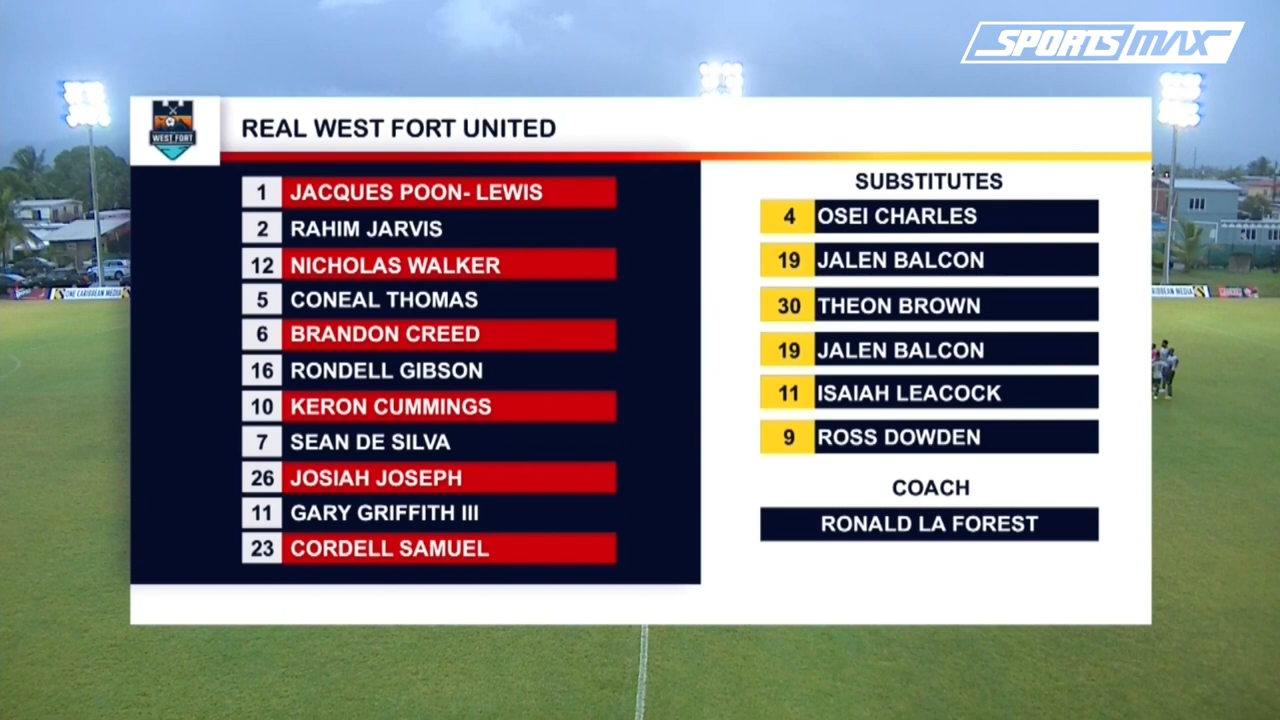 SPORTSMAX
WEST FORT
REAL WEST FORT UNITED
1 JACQUES POON- LEWIS
2 RAHIM JARVIS
12 NICHOLAS WALKER
5 CONEAL THOMAS
6 BRANDON CREED
16 RONDELL GIBSON
10 KERON CUMMINGS
7 SEAN DE SILVA
26 JOSIAH JOSEPH
11 GARY GRIFFITH III
23 CORDELL SAMUEL
SUBSTITUTES
4 OSEI CHARLES
19 JALEN BALCON
30 THEON BROWN
19 JALEN BALCON
11 ISAIAH LEACOCK
9 ROSS DOWDEN
COACH
RONALD LA FOREST
ONE CARIBBEAN MEDIA